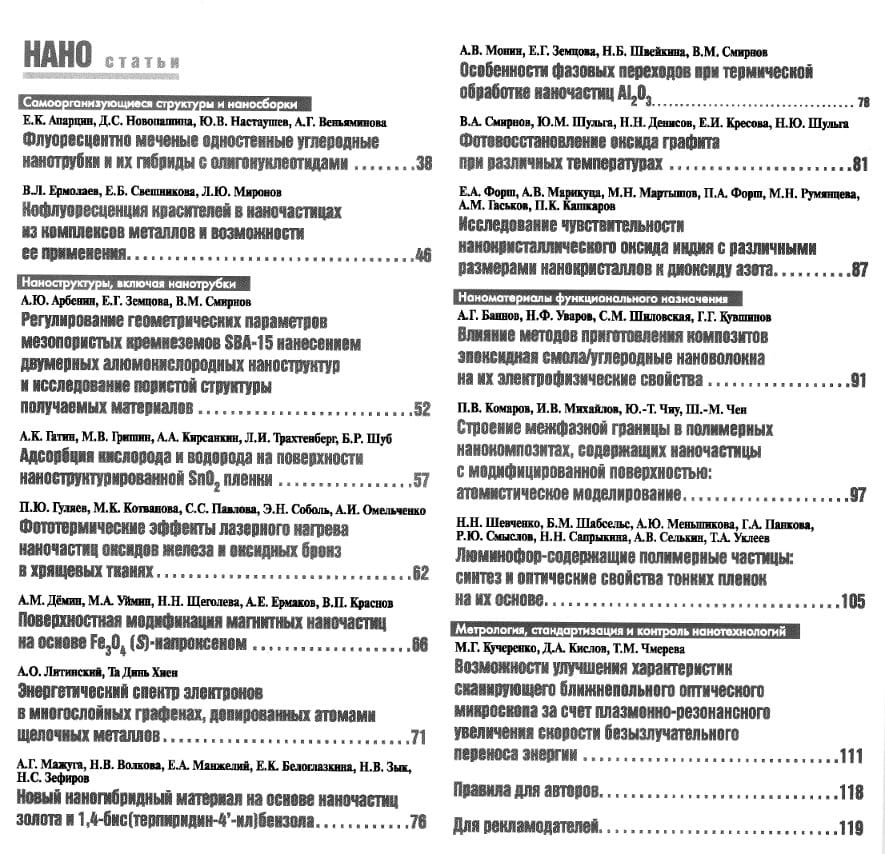 НАНО статьи
Самоорганизующиеся структуры и наносборки
Е.К. Апарцин, Д.С. Новопашина, Ю.В. Настаушев, А.Г. Веньяминова
Флуоресцентно меченые одностенные углеродные
нанотрубки и их гибриды с олигонуклеотидами ........38
В.Л. Ермолаев, Е.Б. Свешникова, Л.Ю. Миронов
Кофлуоресценция красителей в наночастицах
из комплексов металлов и возможности
ее применения..............................46
Наноструктуры, включая нанотрубки
А.Ю. Арбенин, Е.Г. Земцова, В.М. Смирнов
Регулирование геометрических параметров
мезопористых кремнеземов SBA-15 нанесением
двумерных алюмокислородных наноструктур
и исследование пористой структуры
получаемых материалов ......................52
А.К. Гатин, М.В. Гришин, А.А. Кирсанкин, Л.И. Трахтенберг, Б.Р. Шуб
Адсорбция кислорода и водорода на поверхности
наноструктурированной SnO2 пленки ...............57
П.Ю. Гуляев, М.К. Котванова, С.С. Павлова, Э.Н. Соболь, А.И. Омельченко
Фототермические эффекты лазерного нагрева
наночастиц оксидов железа и оксидных бронз
в хрящевых тканях..........................62
А.М. Дёмин, М.А. Уймин, Н.Н. Щеголева, А.Е. Ермаков, В.П. Краснов
Поверхностная модификация магнитных наночастиц
на основе Fe3O4 (S)-напроксеном .................66
А.О. Литинский, Та Динь Хиен
Энергетический спектр электронов
в многослойных графенах, допированных атомами
щелочных металлов..........................71
А.Г. Мажуга, Н.В. Волкова, Е.А. Манжелий, Е.К. Белоглазкина, Н.В. Зык,
Н.С. Зефиров
Новый наногибридный материал на основе наночастиц
золота и 1,4-бис(терпиридин-4'-ил)бензола............76
А.В. Монин, Е.Г. Земцова, Н.Б. Швейкина, В.М. Смирнов
Особенности фазовых переходов при термической
обработке наночастиц Al2O3.........................78
В.А. Смирнов, Ю.М. Шульга, Н.Н. Денисов, Е.И. Кресова, Н.Ю. Шульга
Фотовосстановление оксида графита
при различных температурах ..................81
Е.А. Форш, А.В. Марикуца, М.Н. Мартышов, П.А. Форш, М.Н. Румянцева,
А.М. Гаськов, П.К. Кашкаров
Исследование чувствительности
нанокристаллического оксида индия с различными
размерами нанокристаллов к диоксиду азота..........87
Наноматериалы функционального назначения
А.Г. Баннов, Н.Ф. Уваров, С.М. Шиловская, Г.Г. Кувшинов
Влияние методов приготовления композитов
эпоксидная смола/углеродные нановолокна
на их электрофизические свойства ................91
П.В. Комаров, И.В. Михайлов, Ю.-Т. Чиу, Ш.-М. Чен
Строение межфазной границы в полимерных
нанокомпозитах, содержащих наночастицы
с модифицированной поверхностью:
атомистическое моделирование..................97
Н.Н. Шевченко, Б.М. Шабсельс, А.Ю. Меньшикова, Г.А. Панкова,
Р.Ю. Смыслов, Н.Н. Сапрыкина, А.В. Селькин, Т.А. Уклеев
Люминофор-содержащие полимерные частицы:
синтез и оптические свойства тонких пленок
на их основе................................105
Метрология, стандартизация и контроль нанотехнологий
М.Г. Кучеренко, Д.А. Кислов, Т.М. Чмерева
Возможности улучшения характеристик
сканирующего ближнепольного оптического
микроскопа за счет плазмонно-резонансного
увеличения скорости безызлучательного
переноса энергии ............................111
Правила для авторов..........................118
Для рекламодателей..........................119